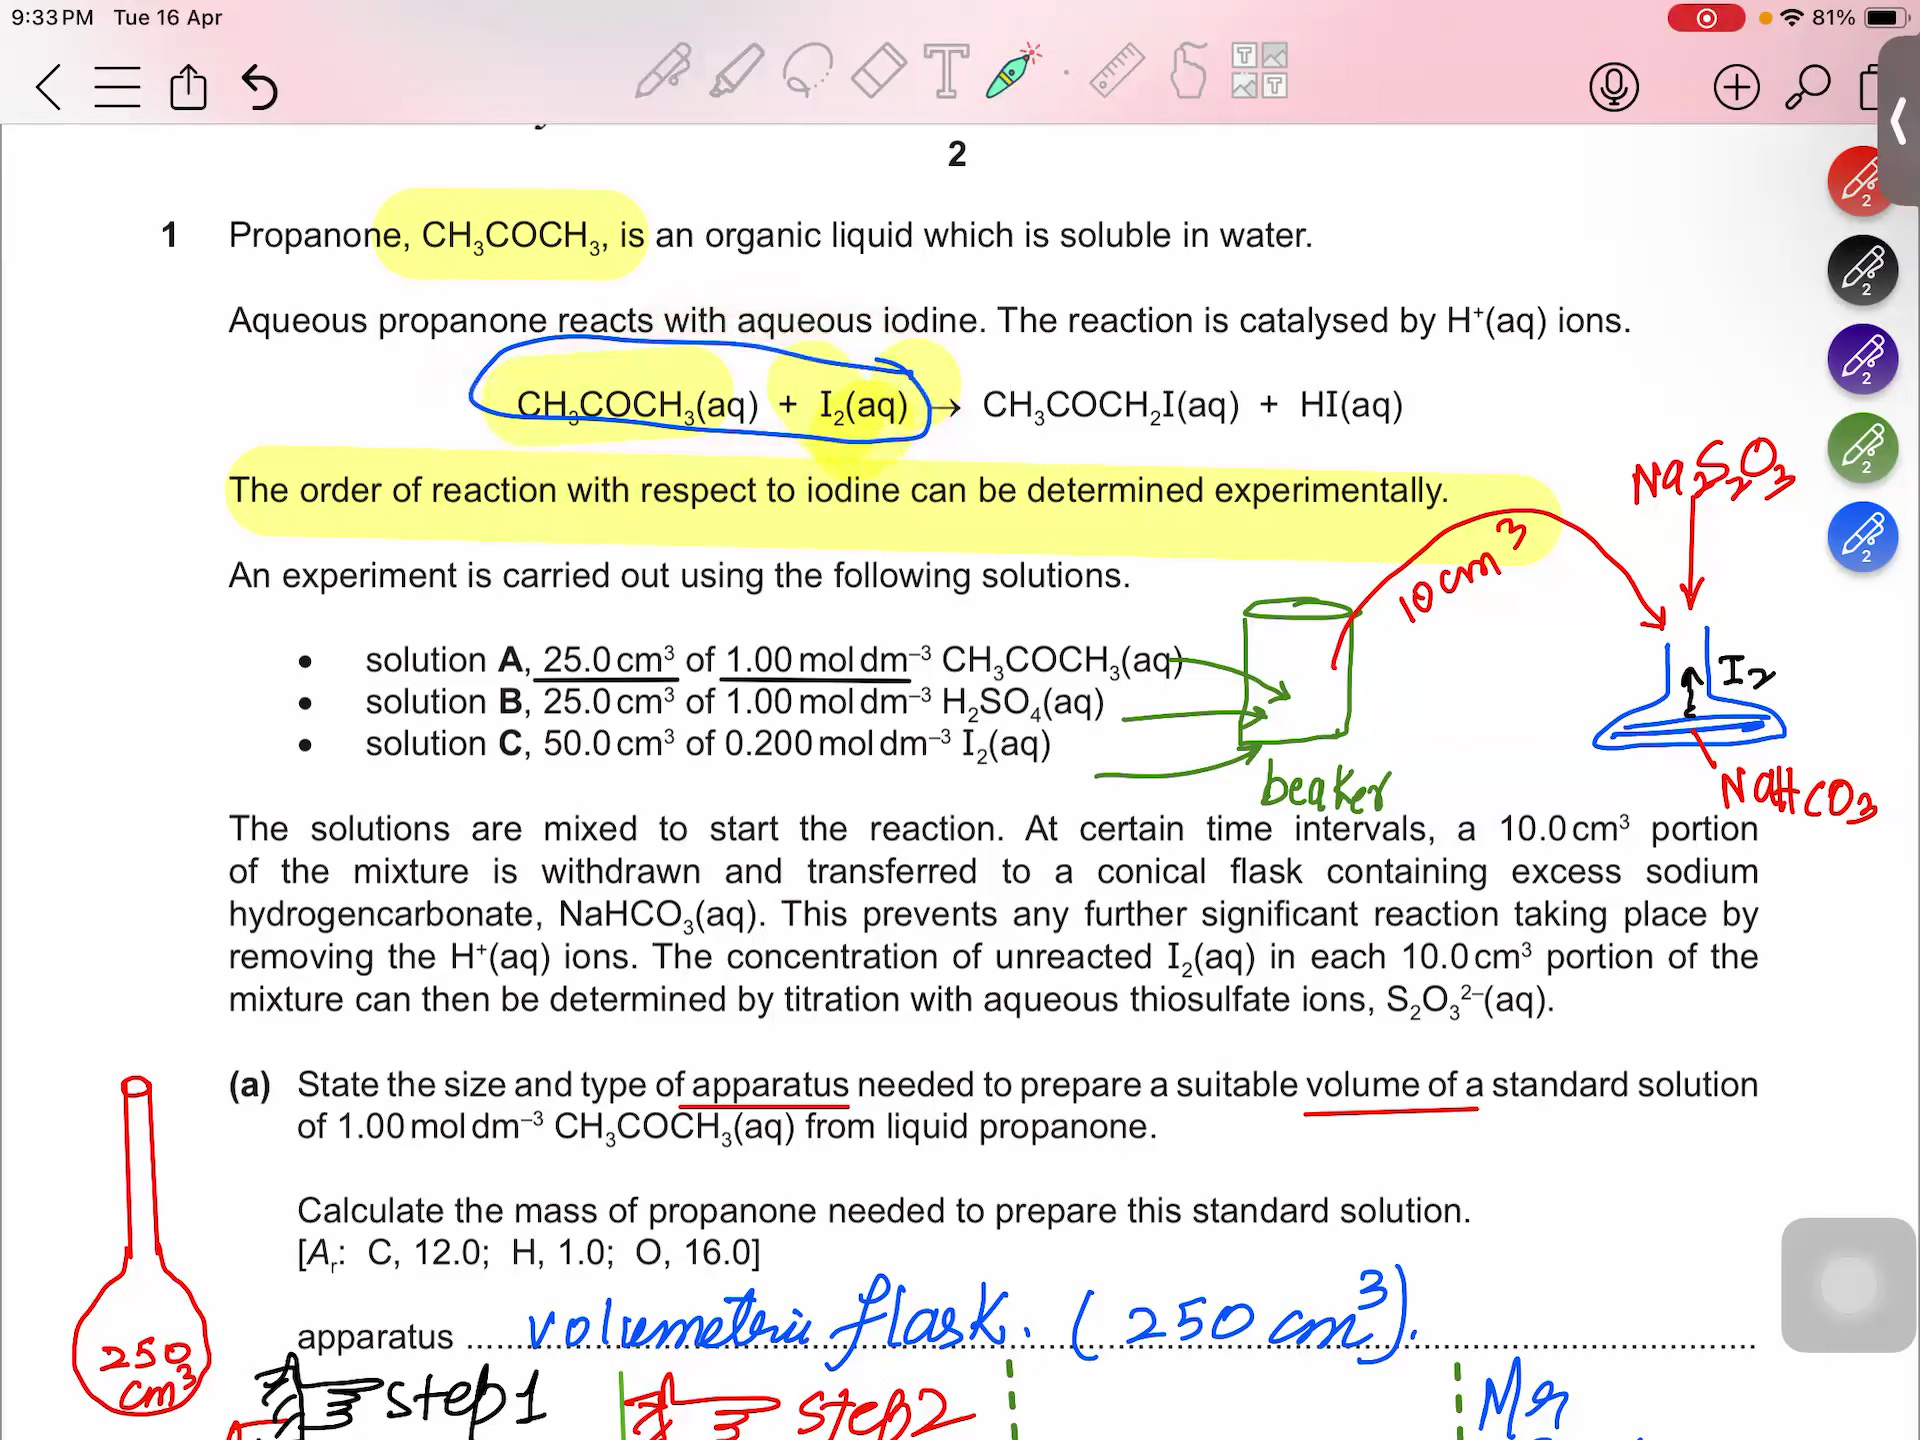 9:33 PM Tue 16 Apr
81%
2
1 Propanone, CH₃COCH₃, is an organic liquid which is soluble in water.
Aqueous propanone reacts with aqueous iodine. The reaction is catalysed by H⁺(aq) ions.
CH₃COCH₃(aq) + I₂(aq) → CH₃COCH₂I(aq) + HI(aq)
The order of reaction with respect to iodine can be determined experimentally.
Na₂S₂O₃
10 cm³
An experiment is carried out using the following solutions.
• solution A, 25.0 cm³ of 1.00 mol dm⁻³ CH₃COCH₃(aq)
• solution B, 25.0 cm³ of 1.00 mol dm⁻³ H₂SO₄(aq)
• solution C, 50.0 cm³ of 0.200 mol dm⁻³ I₂(aq)
I₂
beaker
NaHCO₃
The solutions are mixed to start the reaction. At certain time intervals, a 10.0 cm³ portion
of the mixture is withdrawn and transferred to a conical flask containing excess sodium
hydrogencarbonate, NaHCO₃(aq). This prevents any further significant reaction taking place by
removing the H⁺(aq) ions. The concentration of unreacted I₂(aq) in each 10.0 cm³ portion of the
mixture can then be determined by titration with aqueous thiosulfate ions, S₂O₃²⁻(aq).
(a) State the size and type of apparatus needed to prepare a suitable volume of a standard solution
of 1.00 mol dm⁻³ CH₃COCH₃(aq) from liquid propanone.
Calculate the mass of propanone needed to prepare this standard solution.
[Aᵣ: C, 12.0; H, 1.0; O, 16.0]
apparatus volumetric flask. (250 cm³).
250
cm³
step1
step2
Mr
2
2
2
2
2